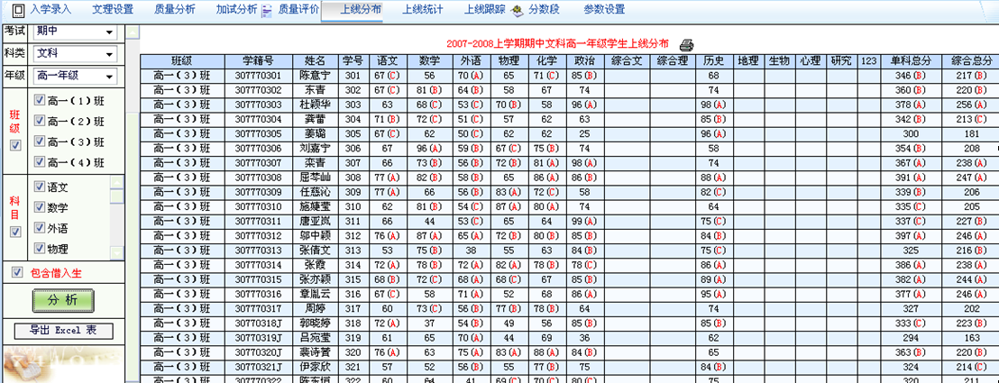 入学录入 文理设置 质量分析 加试分析 质量评价 上线分布 上线统计 上线跟踪 分数段 参数设置
考试 期中
科类 文科
年级 高一年级
班级
高一(1)班
高一(2)班
高一(3)班
高一(4)班
科目
语文
数学
外语
物理
包含借入生
分 析
导出 Excel 表
2007-2008上学期期中文科高一年级学生上线分布
班级 学籍号 姓名 学号 语文 数学 外语 物理 化学 政治 综合文 综合理 历史 地理 生物 心理 研究 123 单科总分 综合总分
高一(3)班 307770301 陈意宁 301 67(C) 56 70(A) 65 71(C) 85(B) 68 346(B) 217(B)
高一(3)班 307770302 东青 302 67(C) 81(B) 64(B) 58 67 74 74 360(B) 220(B)
高一(3)班 307770303 杜颖华 303 63 68(C) 53(C) 70(B) 58 96(A) 98(A) 378(A) 256(A)
高一(3)班 307770304 龚蕾 304 71(B) 72(C) 51(C) 57 62 63 85(B) 342(B) 213(C)
高一(3)班 307770305 姜璐 305 67(C) 62 50(C) 62 62 25 96(A) 300 181
高一(3)班 307770306 刘嘉宁 306 67 96(A) 59(B) 67(C) 75(B) 74 58 354(B) 208
高一(3)班 307770307 栾青 307 66 73(B) 56(B) 72(B) 81(A) 98(A) 74 367(A) 238(A)
高一(3)班 307770308 屈 308 77(A) 82(B) 58(B) 65 86(A) 86(B) 88(A) 391(A) 247(A)
高一(3)班 307770309 任慈沁 309 77(A) 66 56(B) 83(A) 72(C) 58 82(C) 339(B) 206
高一(3)班 307770310 施婕莹 310 62 81(B) 54(C) 87(A) 80(A) 74 64 335(C) 205
高一(3)班 307770311 唐亚岚 311 66 44 53(C) 65 64 99(A) 75(C) 337(C) 227(B)
高一(3)班 307770312 邬中颖 312 76(A) 87(A) 65(A) 72(B) 80(B) 85(B) 84(B) 397(A) 246(A)
高一(3)班 307770313 张倩文 313 53 75(B) 38 55 63 84(B) 75(C) 325 216(B)
高一(3)班 307770314 张霞 314 72(A) 78(B) 72(A) 82(A) 78(B) 78(C) 86(A) 386(A) 238(A)
高一(3)班 307770315 张亦颖 315 68(B) 72(C) 68(A) 68(C) 67 85(B) 89(A) 382(A) 244(A)
高一(3)班 307770316 章胤云 316 67(C) 58 71(A) 52 68 86(A) 95(A) 377(A) 246(A)
高一(3)班 307770317 周婷 317 60 73(C) 56(B) 77(B) 78(B) 64 74 327 202
高一(3)班 30770318J 郭晓婷 318 72(A) 37 54(B) 49 56 85(B) 85(B) 333(C) 223(B)
高一(3)班 30770319J 吕宛莹 319 61 65 70(A) 44 69 36 62 294 163
高一(3)班 30770320J 裴诗 320 76(A) 63 75(A) 83(A) 88(A) 84(B) 65 363(B) 220(B)
高一(3)班 30770321J 伊家欣 321 57 52 56(B) 55 77(B) 75 84(B) 324 214(C)
高一(3)班 307770322 陈东恒 322 60 64 41 69(C) 70(C) 80(C) 75 320 211